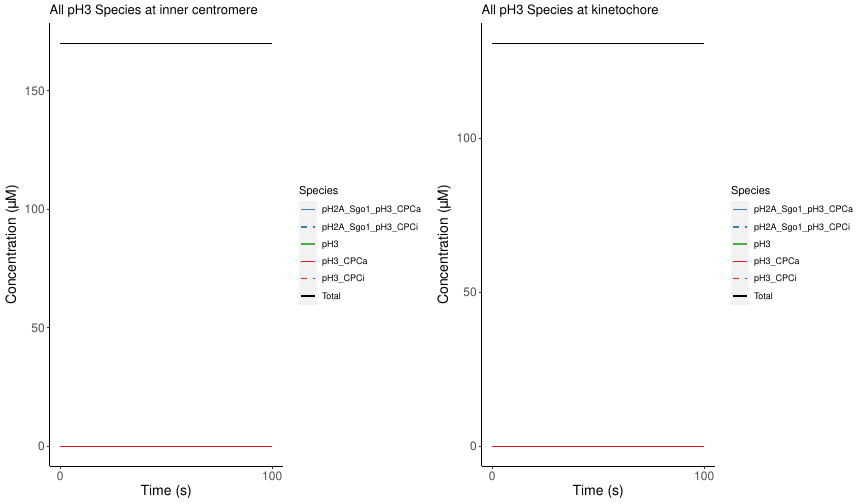 All pH3 Species at inner centromere
Concentration (µM)
150
100
50
0
0
100
Time (s)
Species
pH2A_Sgo1_pH3_CPCa
pH2A_Sgo1_pH3_CPCi
pH3
pH3_CPCa
pH3_CPCi
Total
All pH3 Species at kinetochore
Concentration (µM)
100
50
0
0
100
Time (s)
Species
pH2A_Sgo1_pH3_CPCa
pH2A_Sgo1_pH3_CPCi
pH3
pH3_CPCa
pH3_CPCi
Total